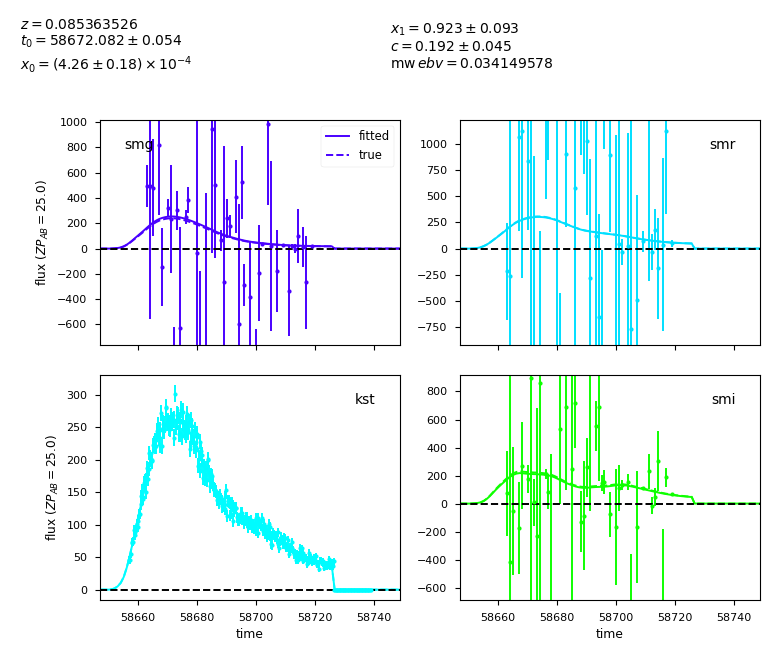 z = 0.085363526
t₀ = 58672.082 ± 0.054
x₀ = (4.26 ± 0.18) × 10⁻⁴
x₁ = 0.923 ± 0.093
c = 0.192 ± 0.045
mw ebv = 0.034149578
smg
fitted
true
1000
800
600
400
200
0
−200
−400
−600
flux (ZP_AB = 25.0)
smr
1000
750
500
250
0
−250
−500
−750
kst
300
250
200
150
100
50
0
flux (ZP_AB = 25.0)
58660 58680 58700 58720 58740
time
smi
800
600
400
200
0
−200
−400
−600
58660 58680 58700 58720 58740
time